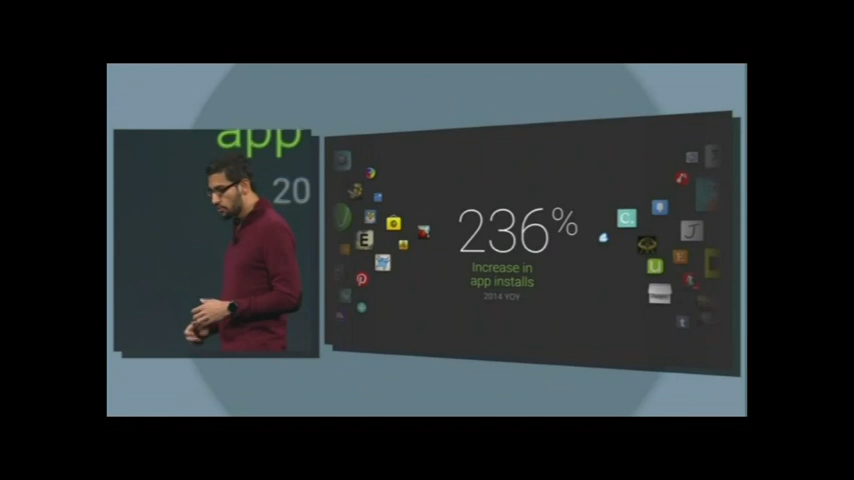 app
20
236%
Increase in
app installs
2014 YOY
E
C.
J
U
E
t